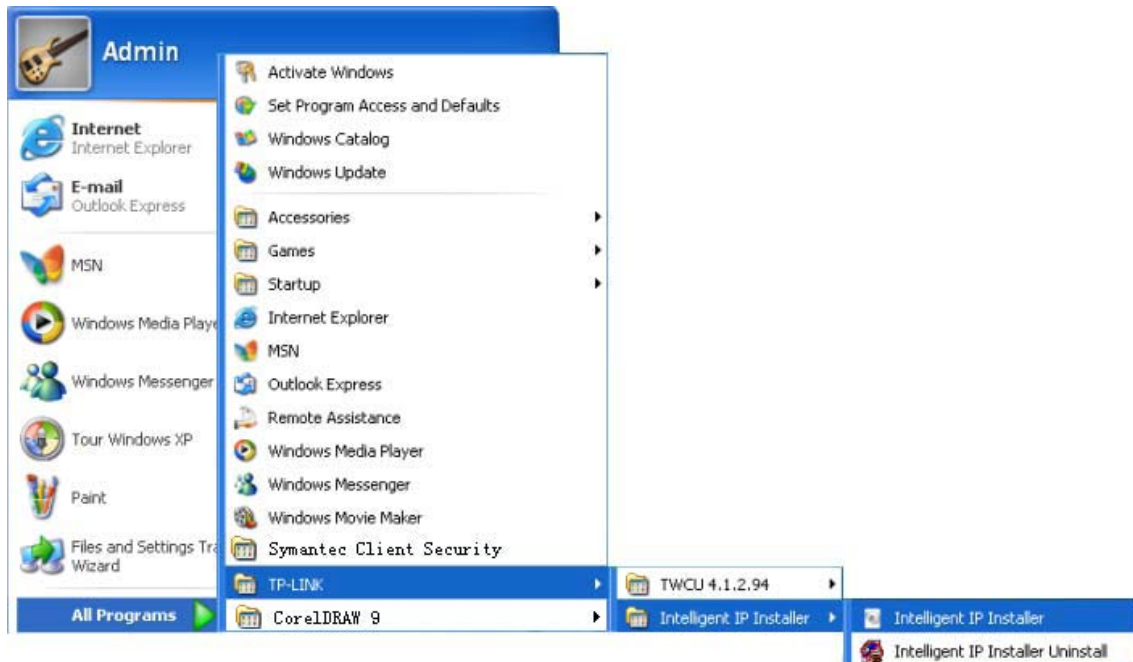 Admin
Internet
Internet Explorer
E-mail
Outlook Express
MSN
Windows Media Playe
Windows Messenger
Tour Windows XP
Paint
Files and Settings Tra
Wizard
All Programs
Activate Windows
Set Program Access and Defaults
Windows Catalog
Windows Update
Accessories
Games
Startup
Internet Explorer
MSN
Outlook Express
Remote Assistance
Windows Media Player
Windows Messenger
Windows Movie Maker
Symantec Client Security
TP-LINK
CorelDRAW 9
TWCU 4.1.2.94
Intelligent IP Installer
Intelligent IP Installer
Intelligent IP Installer Uninstall